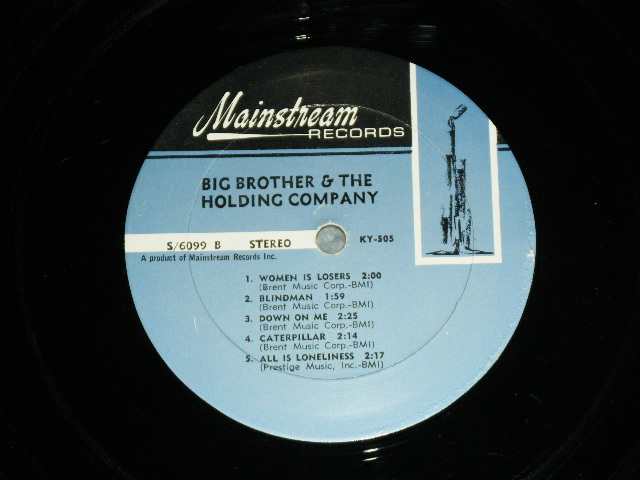 Mainstream
RECORDS
BIG BROTHER & THE
HOLDING COMPANY
S/6099 B STEREO KY-505
A product of Mainstream Records Inc.
1. WOMEN IS LOSERS 2:00
(Brent Music Corp.-BMI)
2. BLINDMAN 1:59
(Brent Music Corp.-BMI)
3. DOWN ON ME 2:25
(Brent Music Corp.-BMI)
4. CATERPILLAR 2:14
(Brent Music Corp.-BMI)
5. ALL IS LONELINESS 2:17
(Prestige Music, Inc.-BMI)